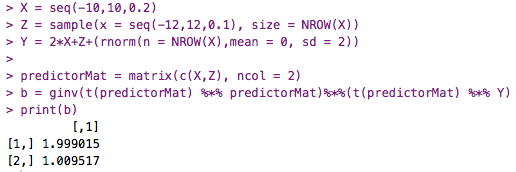 > X = seq(-10,10,0.2)
> Z = sample(x = seq(-12,12,0.1), size = NROW(X))
> Y = 2*X+Z+(rnorm(n = NROW(X),mean = 0, sd = 2))
>
> predictorMat = matrix(c(X,Z), ncol = 2)
> b = ginv(t(predictorMat) %*% predictorMat)%*%(t(predictorMat) %*% Y)
> print(b)
[,1]
[1,] 1.999015
[2,] 1.009517